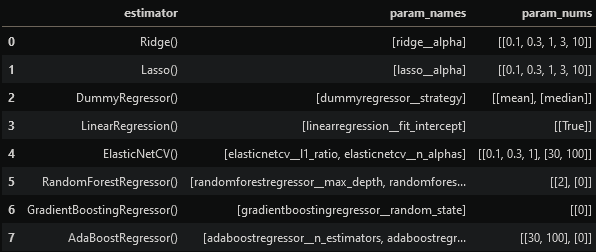 estimator param_names param_nums
0 Ridge() [ridge__alpha] [[0.1, 0.3, 1, 3, 10]]
1 Lasso() [lasso__alpha] [[0.1, 0.3, 1, 3, 10]]
2 DummyRegressor() [dummyregressor__strategy] [[mean], [median]]
3 LinearRegression() [linearregression__fit_intercept] [[True]]
4 ElasticNetCV() [elasticnetcv__l1_ratio, elasticnetcv__n_alphas] [[0.1, 0.3, 1], [30, 100]]
5 RandomForestRegressor() [randomforestregressor__max_depth, randomfores... [[2], [0]]
6 GradientBoostingRegressor() [gradientboostingregressor__random_state] [[0]]
7 AdaBoostRegressor() [adaboostregressor__n_estimators, adaboostregr... [[30, 100], [0]]